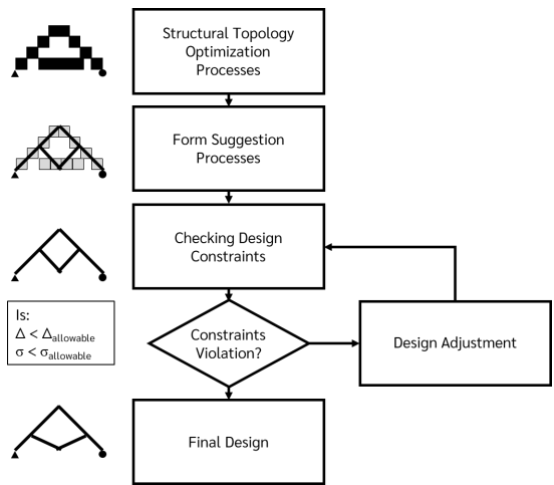 Structural Topology
Optimization
Processes
Form Suggestion
Processes
Checking Design
Constraints
Is:
Δ < Δallowable
σ < σallowable
Constraints
Violation?
Design Adjustment
Final Design